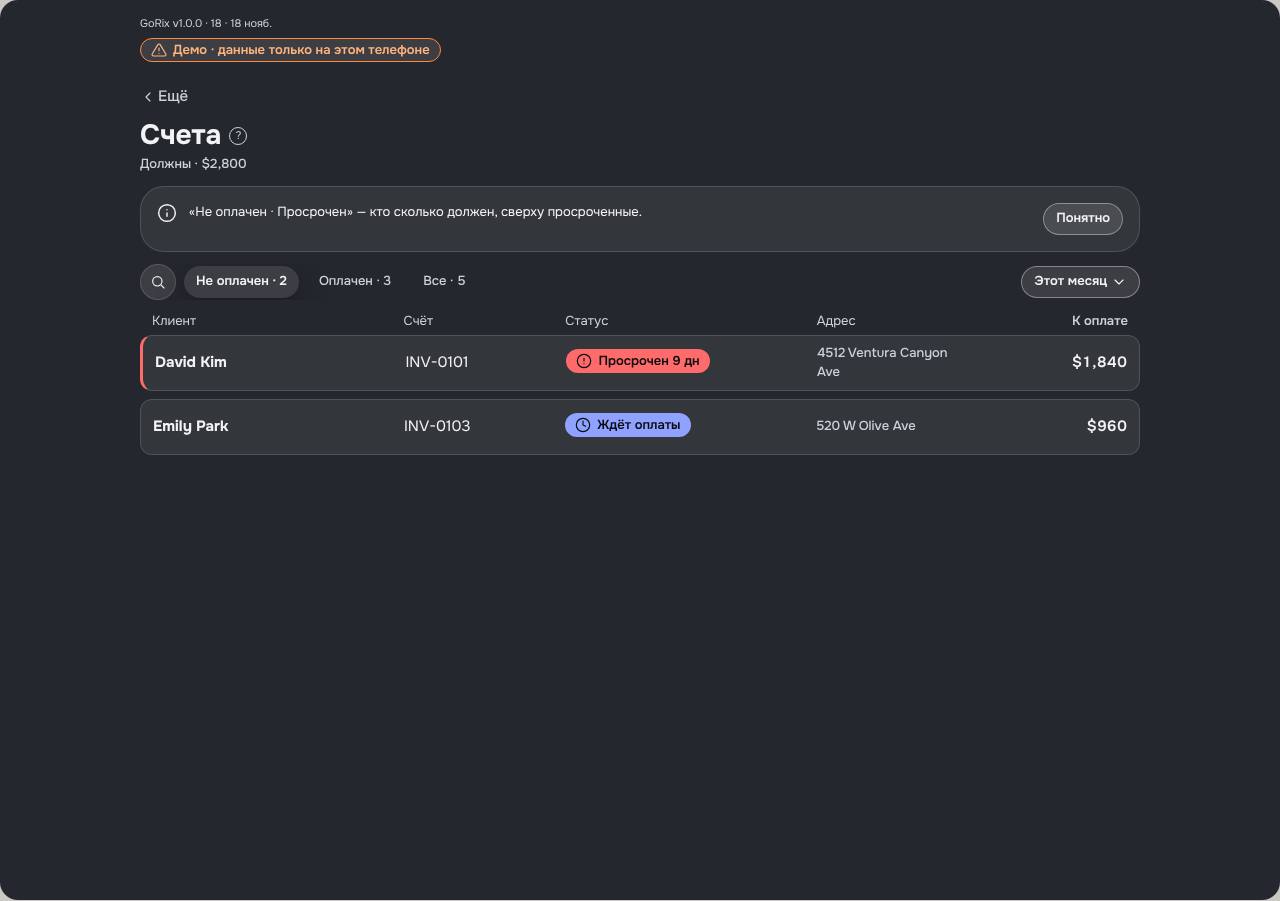 GoRix v1.0.0 · 18 · 18 нояб.
Демо · данные только на этом телефоне
Ещё
Счета ?
Должны · $2,800
«Не оплачен · Просрочен» — кто сколько должен, сверху просроченные.
Понятно
Не оплачен · 2
Оплачен · 3
Все · 5
Этот месяц
Клиент
Счёт
Статус
Адрес
К оплате
David Kim
INV-0101
Просрочен 9 дн
4512 Ventura Canyon
Ave
$1,840
Emily Park
INV-0103
Ждёт оплаты
520 W Olive Ave
$960